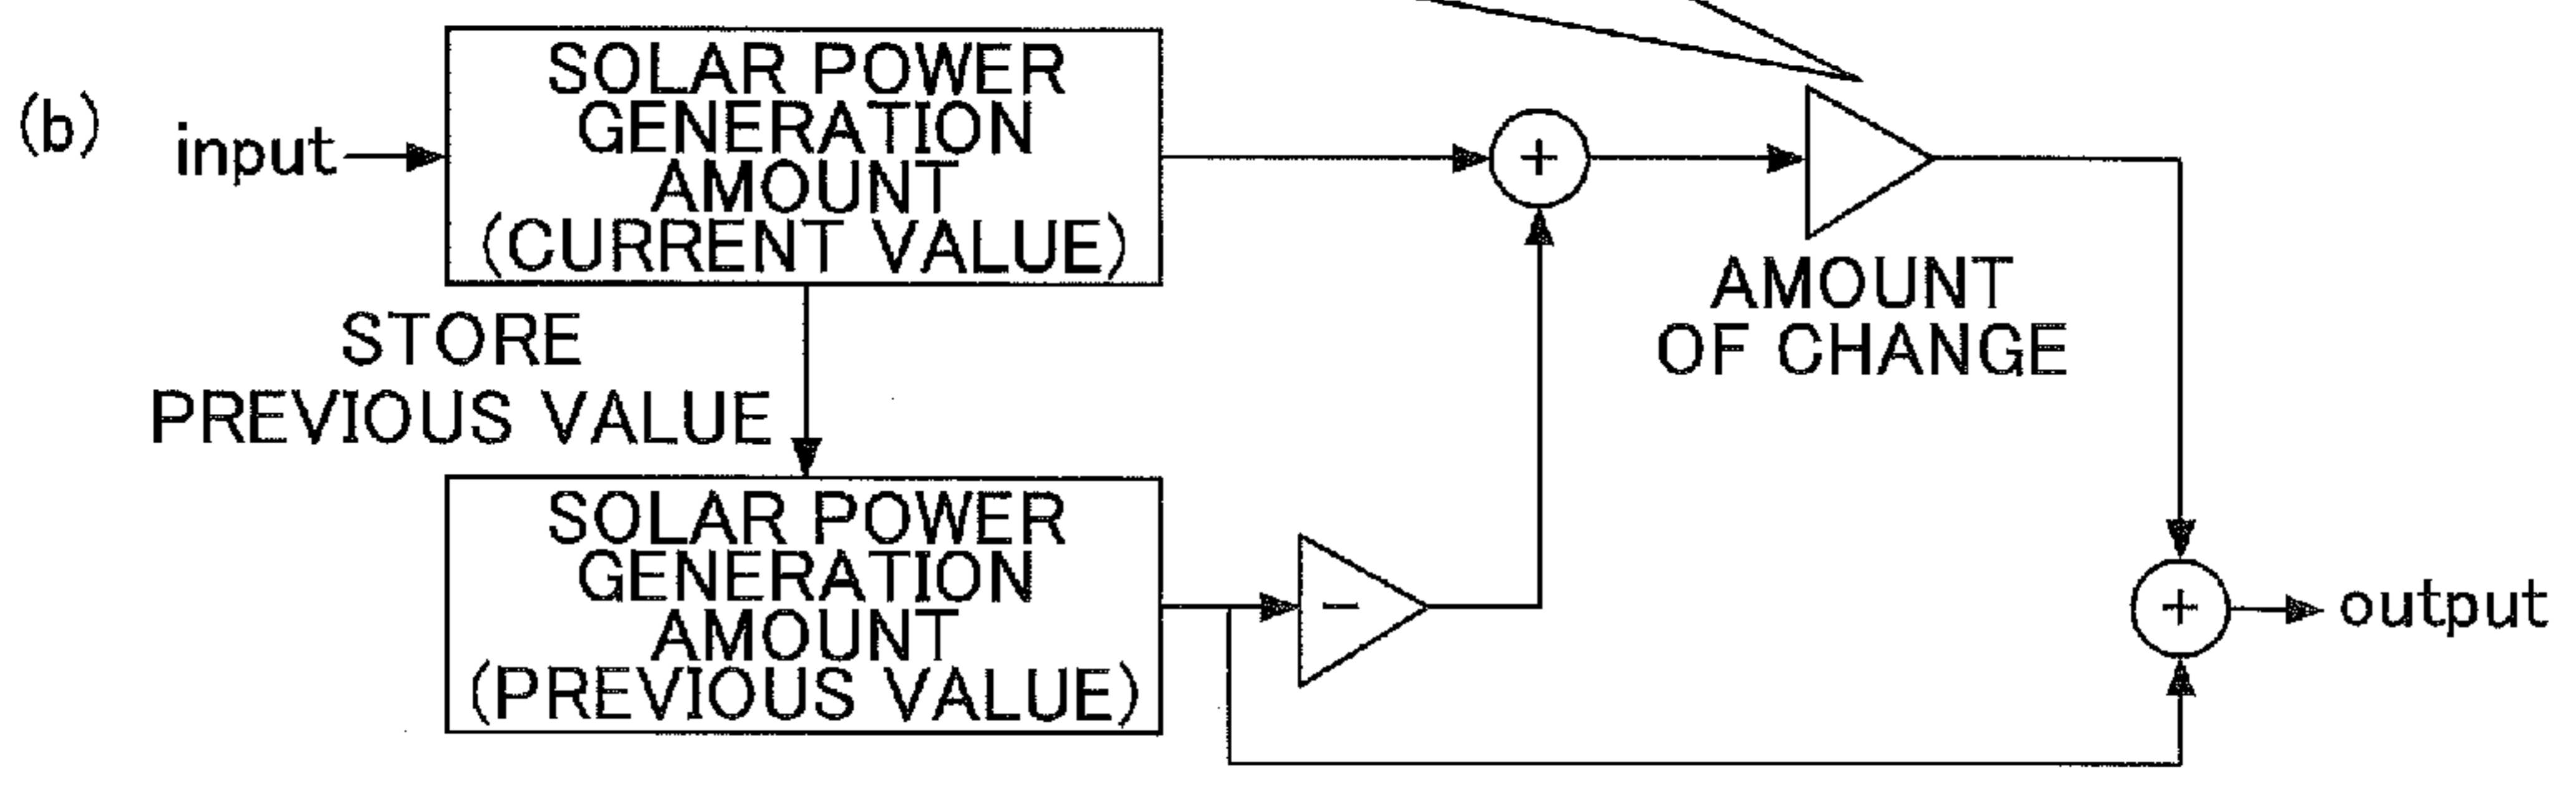 (b)
input
SOLAR POWER
GENERATION
AMOUNT
(CURRENT VALUE)
+
AMOUNT
OF CHANGE
STORE
PREVIOUS VALUE
SOLAR POWER
GENERATION
AMOUNT
(PREVIOUS VALUE)
-
+
output